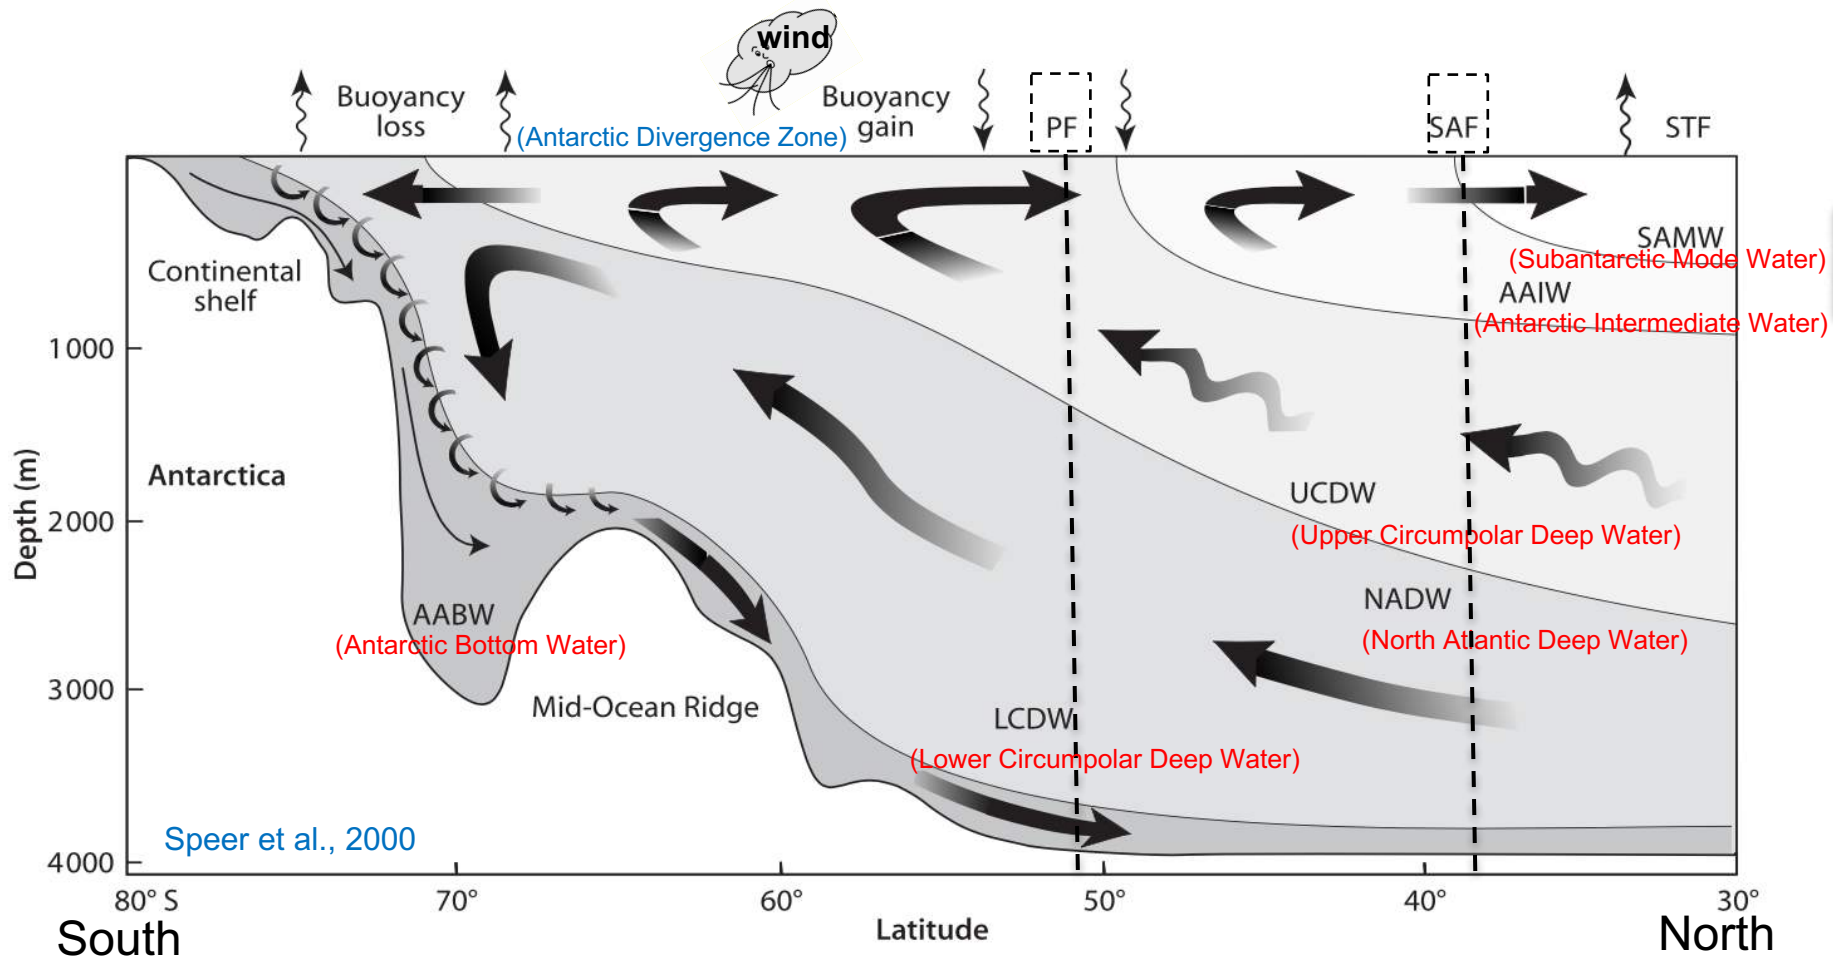 wind
Buoyancy
loss
(Antarctic Divergence Zone)
Buoyancy
gain
PF
SAF
STF
Continental
shelf
SAMW
(Subantarctic Mode Water)
AAIW
(Antarctic Intermediate Water)
1000
Antarctica
UCDW
(Upper Circumpolar Deep Water)
2000
Depth (m)
NADW
(North Atlantic Deep Water)
AABW
(Antarctic Bottom Water)
3000
Mid-Ocean Ridge
LCDW
(Lower Circumpolar Deep Water)
Speer et al., 2000
4000
80° S
70°
60°
50°
40°
30°
South
Latitude
North